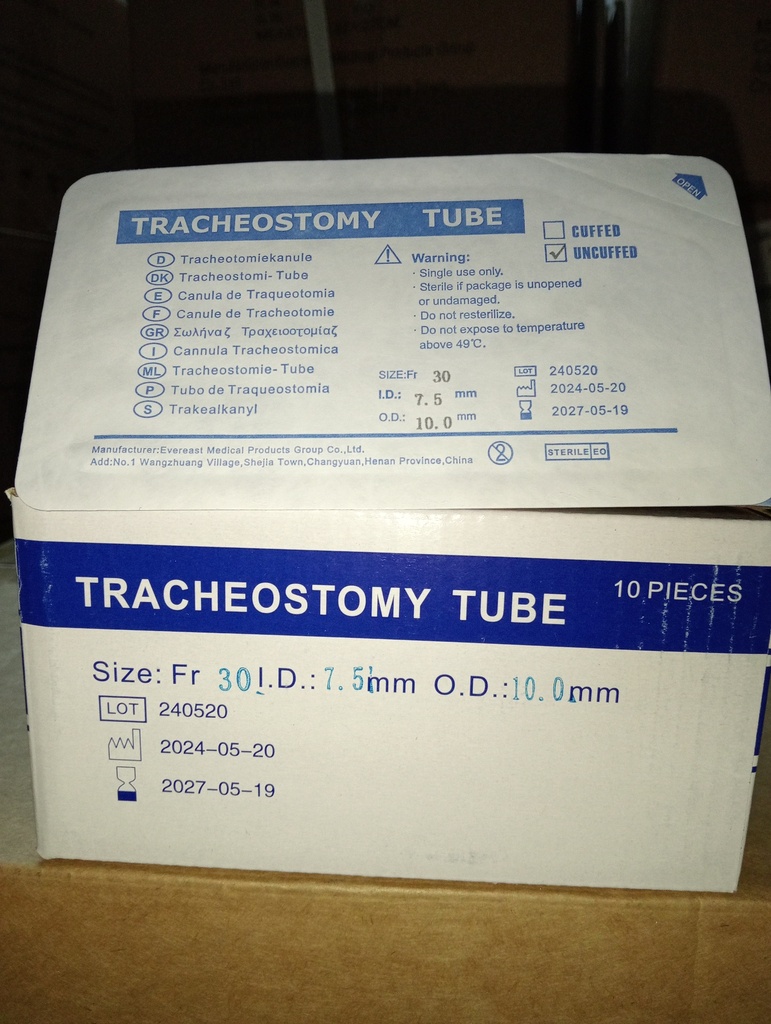 OPEN
TRACHEOSTOMY TUBE
CUFFED
UNCUFFED
D Tracheotomiekanule
DK Tracheostomi-Tube
E Canula de Traqueotomia
F Canule de Tracheotomie
GR Σωλήνας Τραχειοστομίας
I Cannula Tracheostomica
ML Tracheostomie-Tube
P Tubo de Traqueostomia
S Trakealkanyl
Warning:
· Single use only.
· Sterile if package is unopened
or undamaged.
· Do not resterilize.
· Do not expose to temperature
above 49℃.
SIZE:Fr 30
I.D.: 7.5 mm
O.D.: 10.0 mm
LOT 240520
2024-05-20
2027-05-19
Manufacturer:Evereast Medical Products Group Co.,Ltd.
Add:No.1 Wangzhuang Village,Shejia Town,Changyuan,Henan Province,China
2
STERILE EO
TRACHEOSTOMY TUBE 10 PIECES
Size: Fr 30 I.D.: 7.5 mm O.D.: 10.0 mm
LOT 240520
2024-05-20
2027-05-19